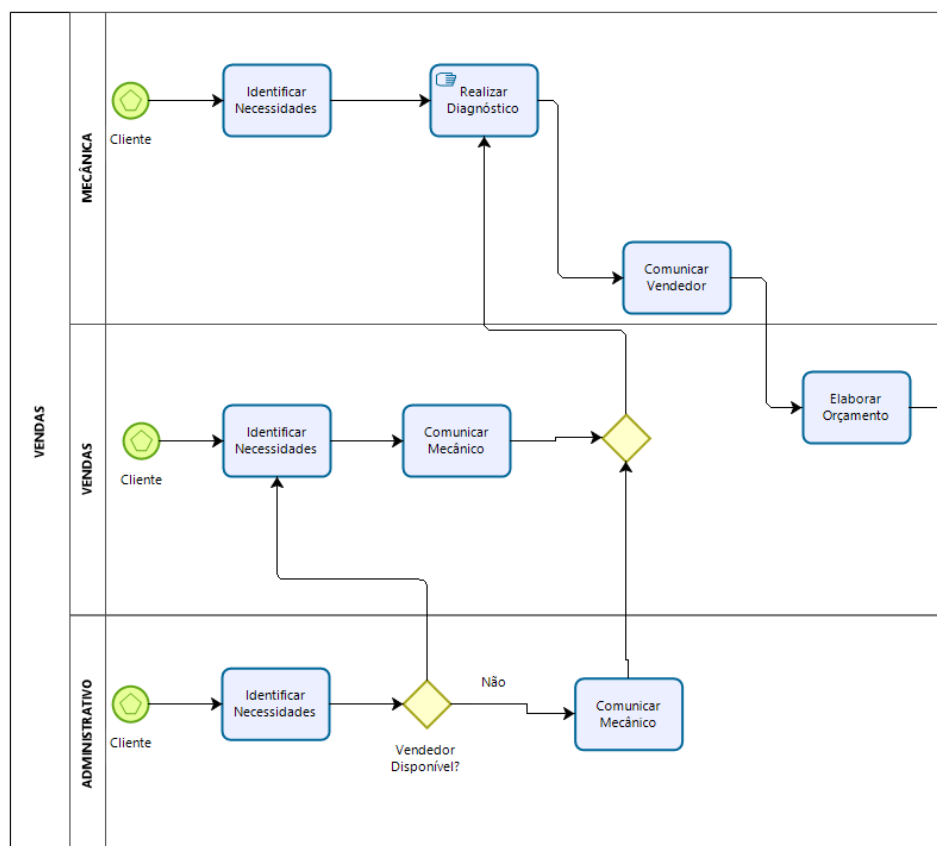 VENDAS
MECÂNICA
Cliente
Identificar
Necessidades
Realizar
Diagnóstico
Comunicar
Vendedor
VENDAS
Cliente
Identificar
Necessidades
Comunicar
Mecânico
Elaborar
Orçamento
ADMINISTRATIVO
Cliente
Identificar
Necessidades
Vendedor
Disponível?
Não
Comunicar
Mecânico